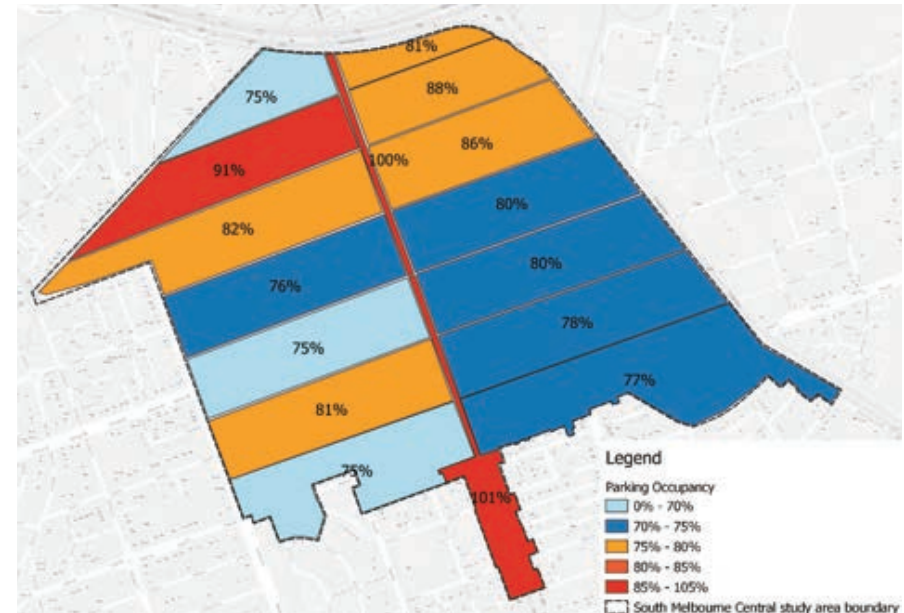 81%
75%
88%
86%
100%
91%
80%
82%
80%
76%
78%
75%
77%
81%
75%
101%
Legend
Parking Occupancy
0% - 70%
70% - 75%
75% - 80%
80% - 85%
85% - 105%
South Melbourne Central study area boundary